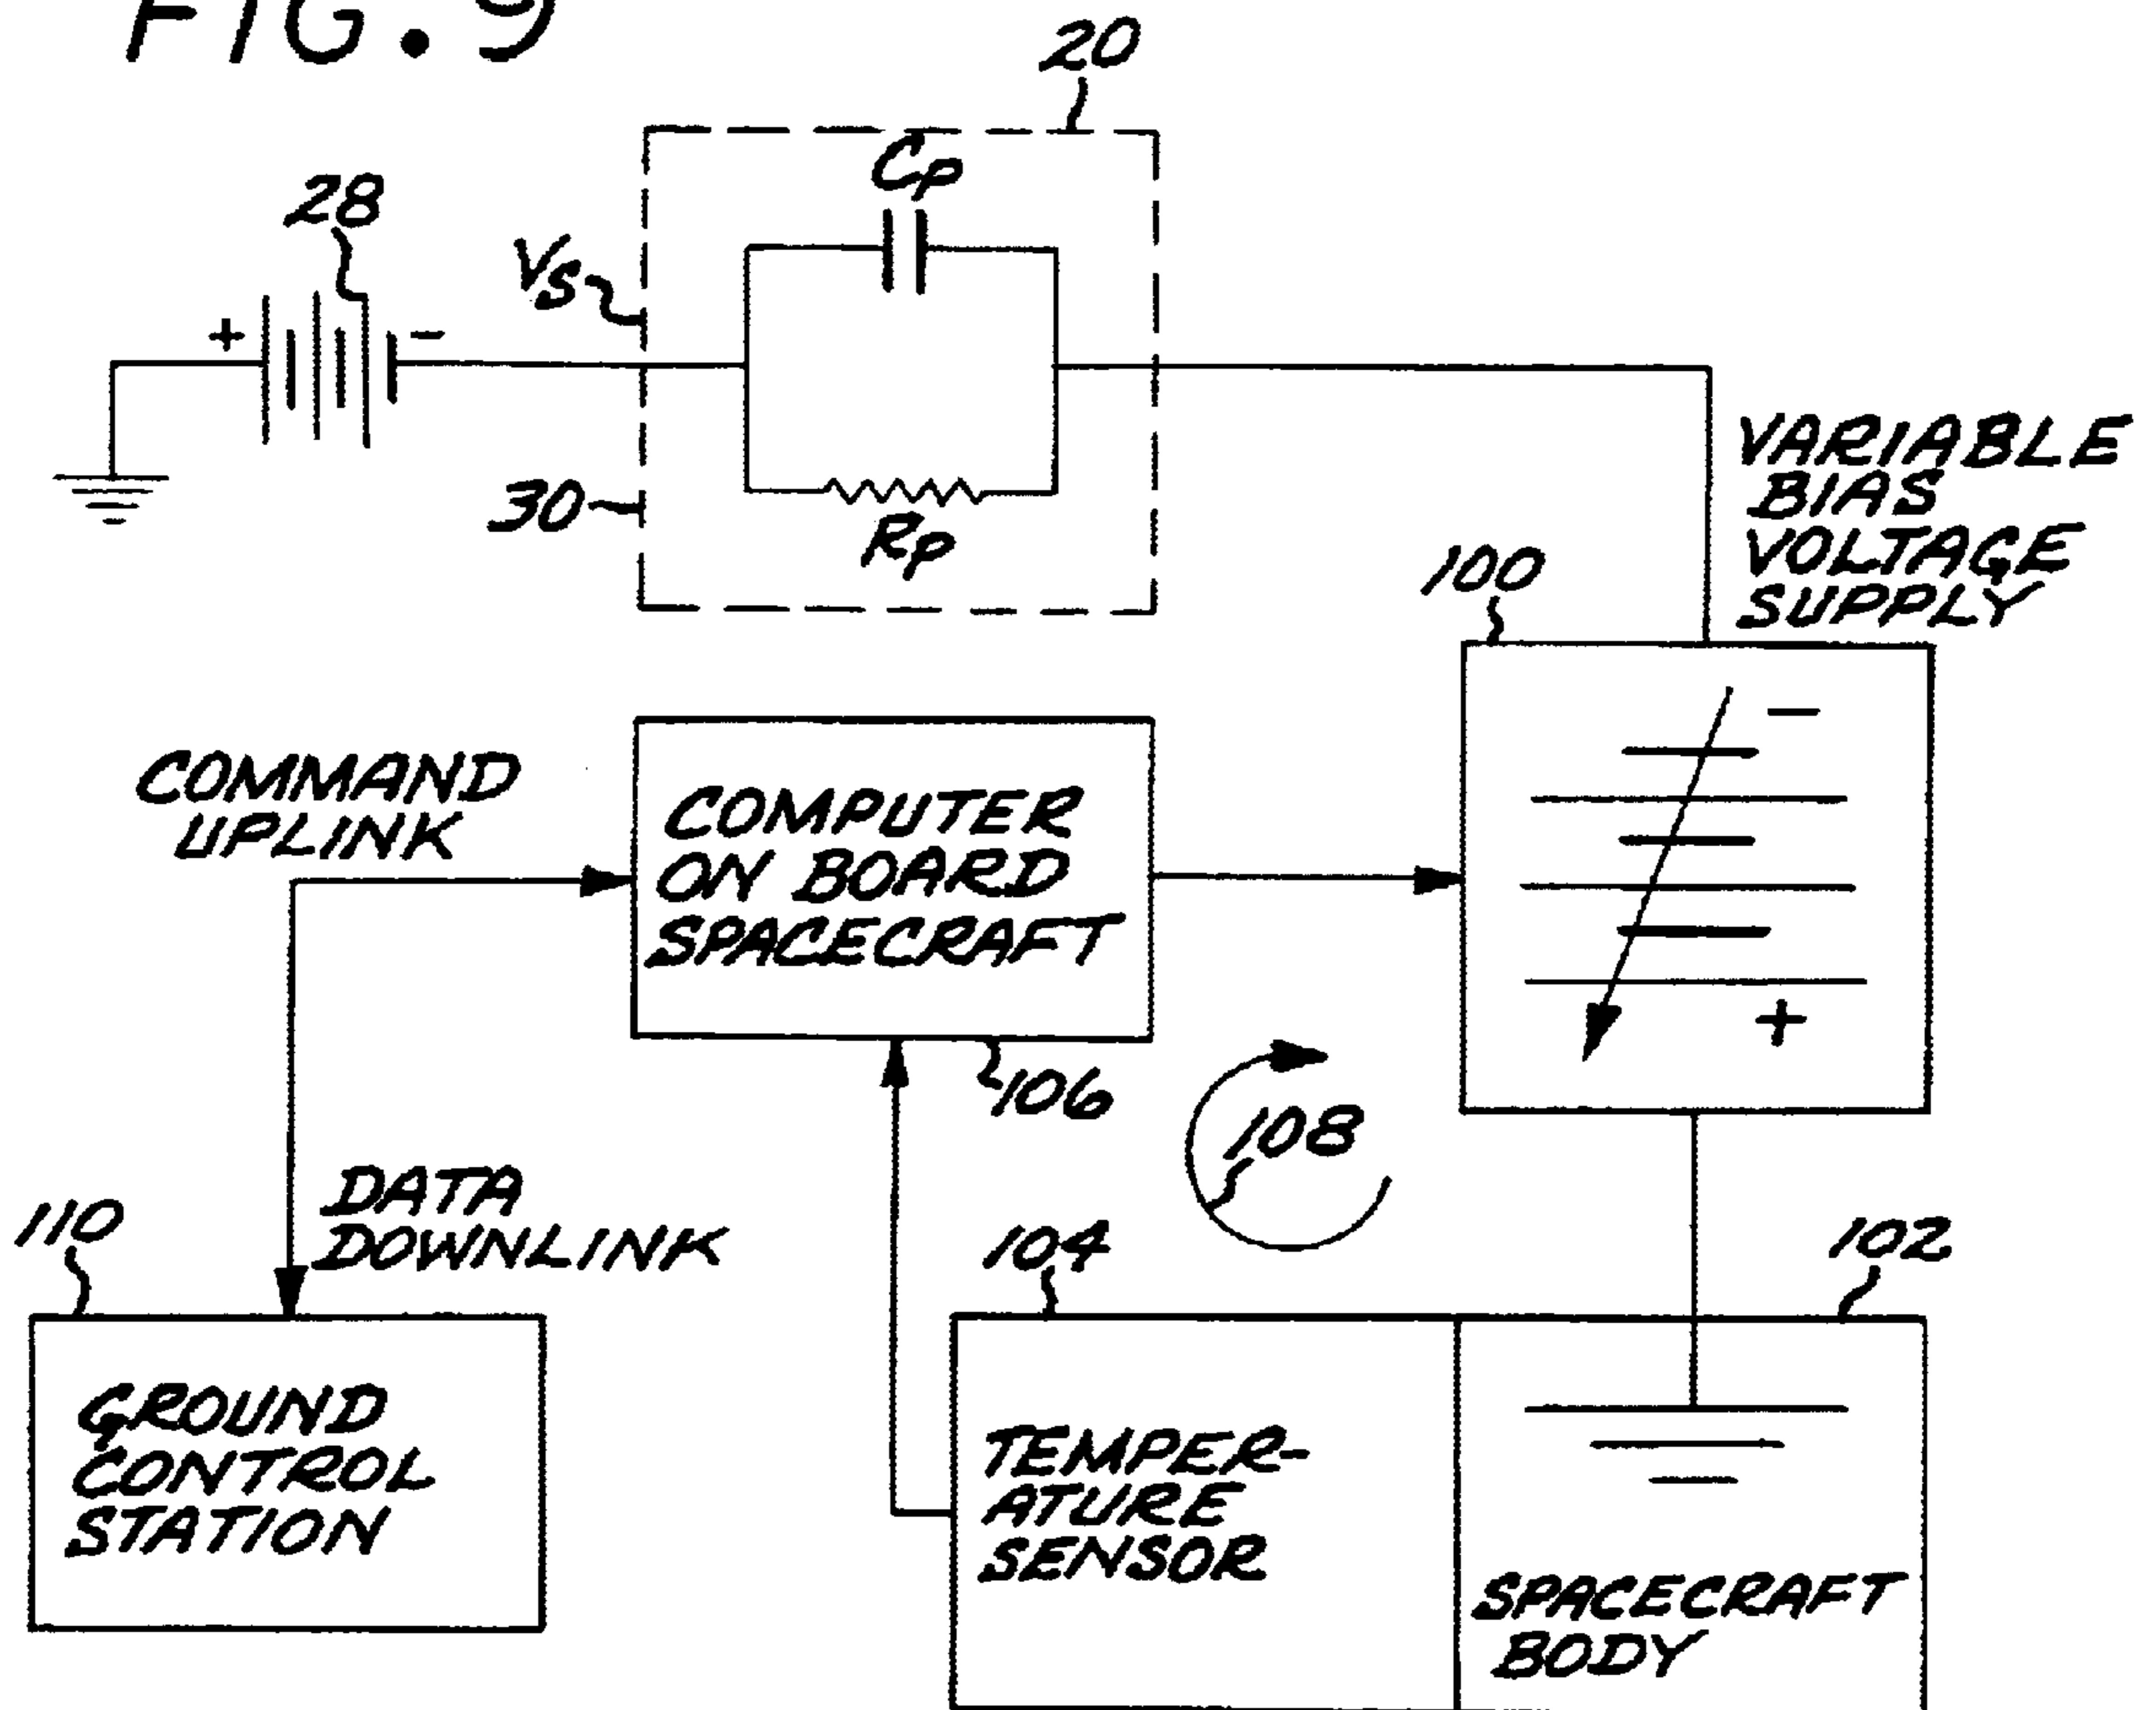 FIG. 9
20
CP
28
VS
+ −
30
RP
VARIABLE
BIAS
VOLTAGE
SUPPLY
100
−
+
COMMAND
UPLINK
COMPUTER
ON BOARD
SPACECRAFT
106
108
DATA
DOWNLINK
110
104
102
GROUND
CONTROL
STATION
TEMPER-
ATURE
SENSOR
SPACECRAFT
BODY